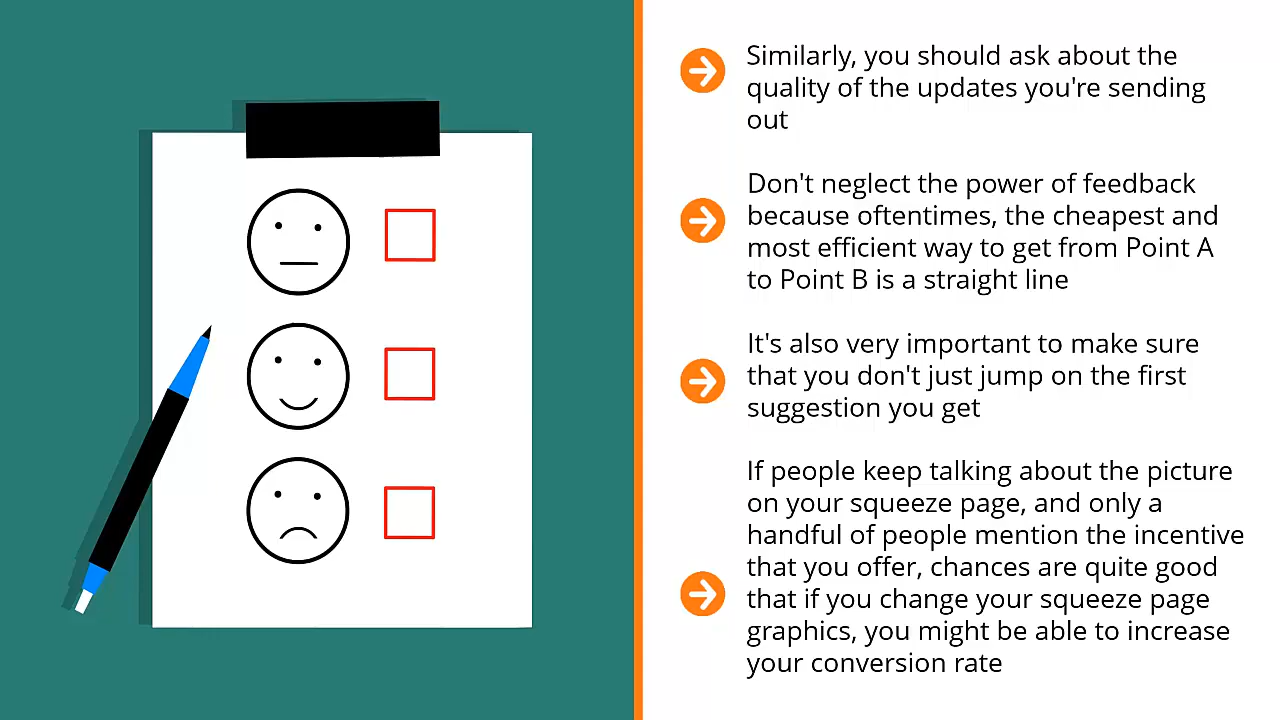 Similarly, you should ask about the
quality of the updates you're sending
out
Don't neglect the power of feedback
because oftentimes, the cheapest and
most efficient way to get from Point A
to Point B is a straight line
It's also very important to make sure
that you don't just jump on the first
suggestion you get
If people keep talking about the picture
on your squeeze page, and only a
handful of people mention the incentive
that you offer, chances are quite good
that if you change your squeeze page
graphics, you might be able to increase
your conversion rate